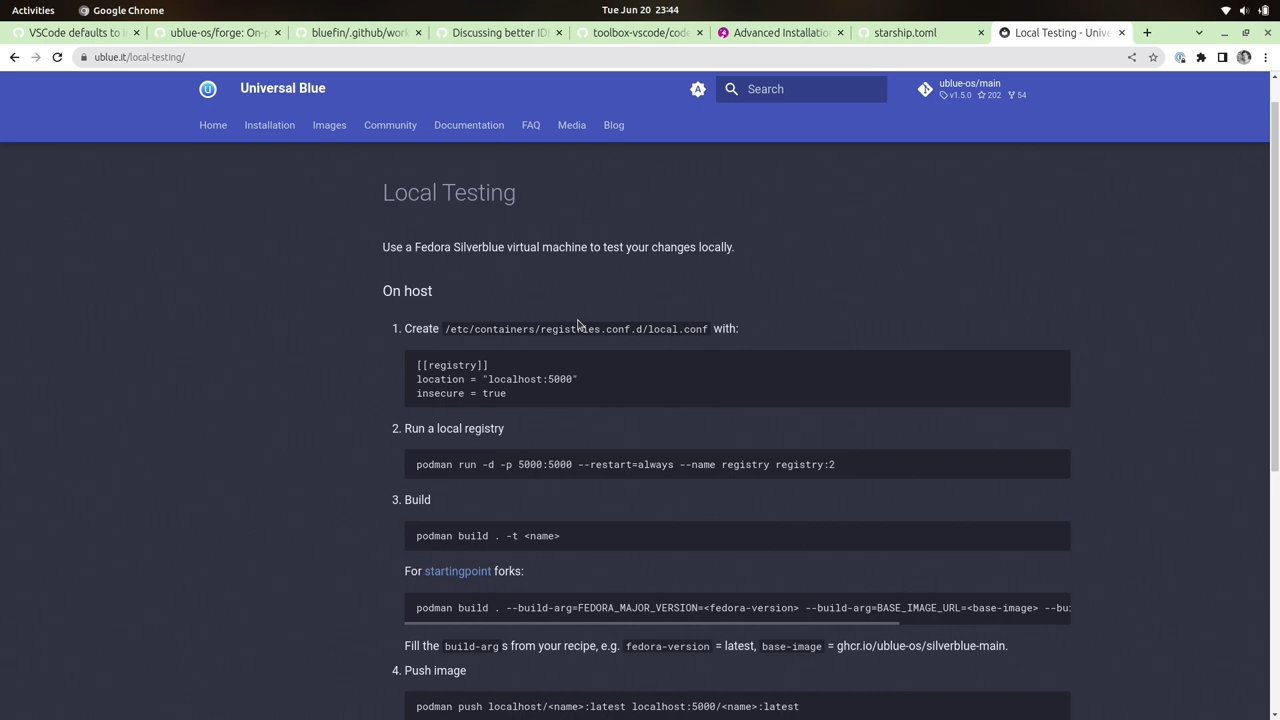 Activities
Google Chrome
Tue Jun 20 23:44
VSCode defaults to i
ublue-os/forge: On-p
bluefin/.github/work
Discussing better IDE
toolbox-vscode/code
Advanced Installation
starship.toml
Local Testing - Unive
ublue.it/local-testing/
Universal Blue
Search
ublue-os/main
v1.5.0 202 54
Home
Installation
Images
Community
Documentation
FAQ
Media
Blog
Local Testing
Use a Fedora Silverblue virtual machine to test your changes locally.
On host
1. Create /etc/containers/registries.conf.d/local.conf with:
[[registry]]
location = "localhost:5000"
insecure = true
2. Run a local registry
podman run -d -p 5000:5000 --restart=always --name registry registry:2
3. Build
podman build . -t <name>
For startingpoint forks:
podman build . --build-arg=FEDORA_MAJOR_VERSION=<fedora-version> --build-arg=BASE_IMAGE_URL=<base-image> --bu
Fill the build-arg s from your recipe, e.g. fedora-version = latest, base-image = ghcr.io/ublue-os/silverblue-main.
4. Push image
podman push localhost/<name>:latest localhost:5000/<name>:latest